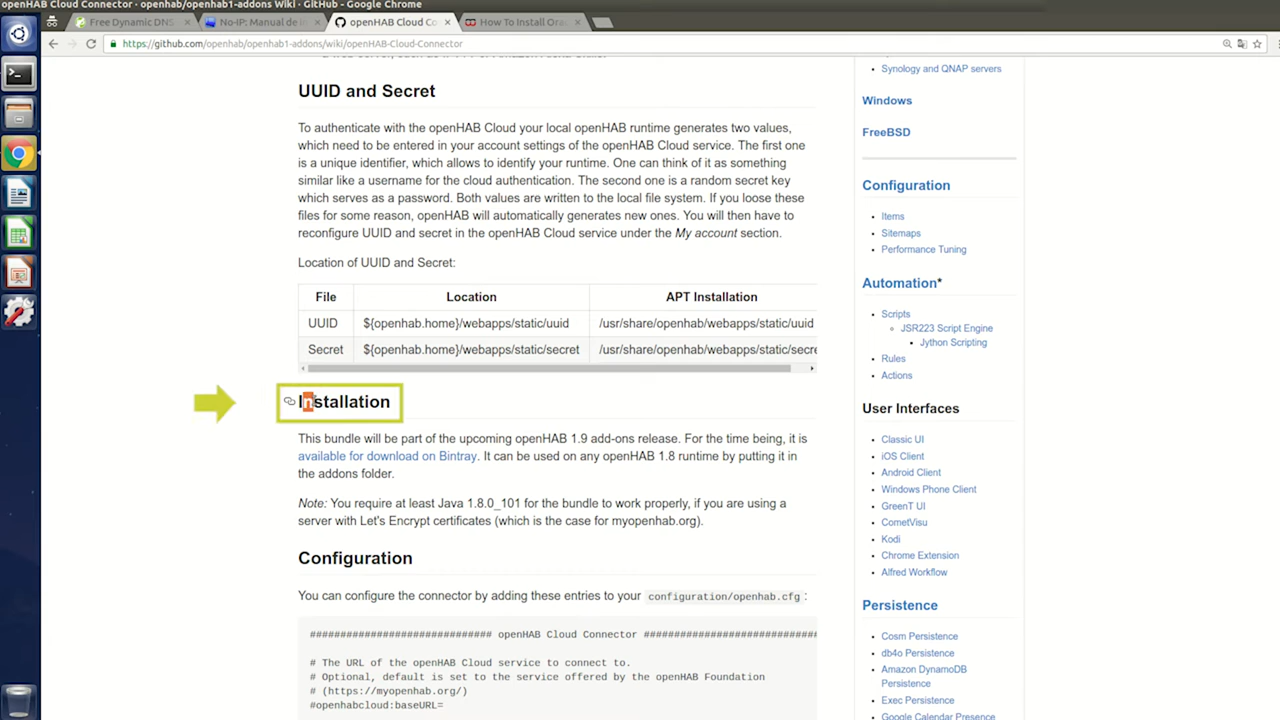 openHAB Cloud Connector · openhab/openhab1-addons Wiki · GitHub - Google Chrome
Free Dynamic DNS
No-IP: Manual de in
openHAB Cloud Co
How To Install Ora
https://github.com/openhab/openhab1-addons/wiki/openHAB-Cloud-Connector
UUID and Secret
To authenticate with the openHAB Cloud your local openHAB runtime generates two values,
which need to be entered in your account settings of the openHAB Cloud service. The first one
is a unique identifier, which allows to identify your runtime. One can think of it as something
similar like a username for the cloud authentication. The second one is a random secret key
which serves as a password. Both values are written to the local file system. If you loose these
files for some reason, openHAB will automatically generates new ones. You will then have to
reconfigure UUID and secret in the openHAB Cloud service under the My account section.
Location of UUID and Secret:
File Location APT Installation
UUID ${openhab.home}/webapps/static/uuid /usr/share/openhab/webapps/static/uuid
Secret ${openhab.home}/webapps/static/secret /usr/share/openhab/webapps/static/secre
Installation
This bundle will be part of the upcoming openHAB 1.9 add-ons release. For the time being, it is
available for download on Bintray. It can be used on any openHAB 1.8 runtime by putting it in
the addons folder.
Note: You require at least Java 1.8.0_101 for the bundle to work properly, if you are using a
server with Let's Encrypt certificates (which is the case for myopenhab.org).
Configuration
You can configure the connector by adding these entries to your configuration/openhab.cfg :
############################## openHAB Cloud Connector ##############################
# The URL of the openHAB Cloud service to connect to.
# Optional, default is set to the service offered by the openHAB Foundation
# (https://myopenhab.org/)
#openhabcloud:baseURL=
Synology and QNAP servers
Windows
FreeBSD
Configuration
Items
Sitemaps
Performance Tuning
Automation*
Scripts
JSR223 Script Engine
Jython Scripting
Rules
Actions
User Interfaces
Classic UI
iOS Client
Android Client
Windows Phone Client
GreenT UI
CometVisu
Kodi
Chrome Extension
Alfred Workflow
Persistence
Cosm Persistence
db4o Persistence
Amazon DynamoDB
Persistence
Exec Persistence
Google Calendar Presence